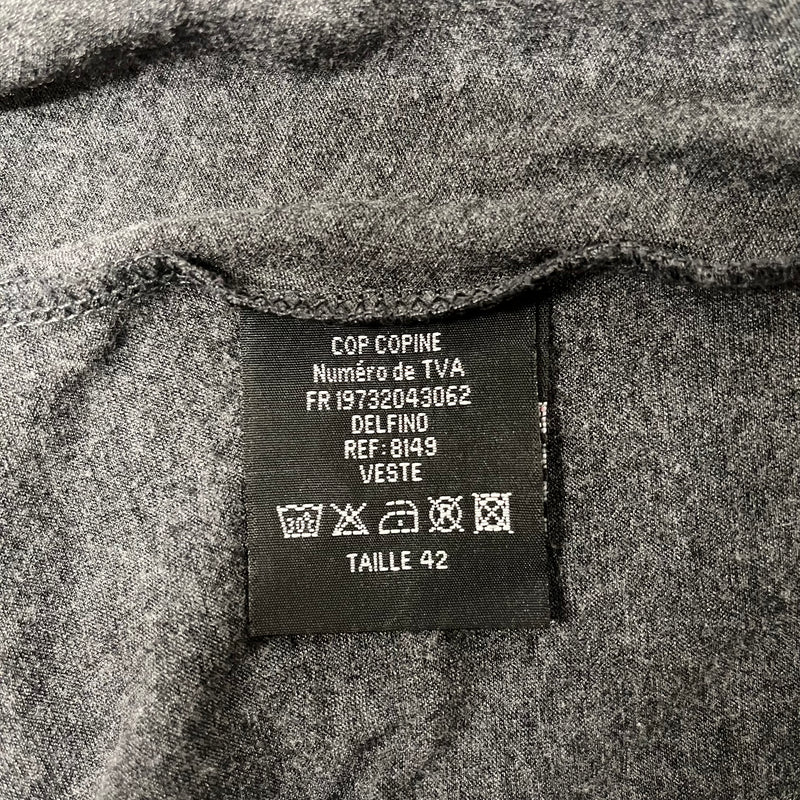 COP COPINE
Numéro de TVA
FR 19732043062
DELFINO
REF: 8149
VESTE
30°
TAILLE 42